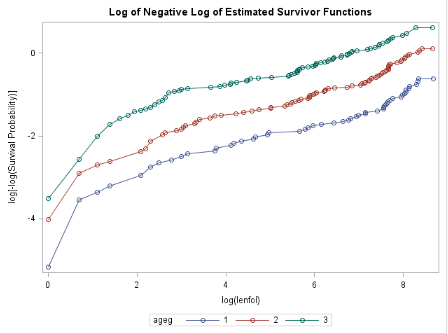 Log of Negative Log of Estimated Survivor Functions
log[-log(Survival Probability)]
0
-2
-4
0 2 4 6 8
log(lenfol)
ageg 1 2 3